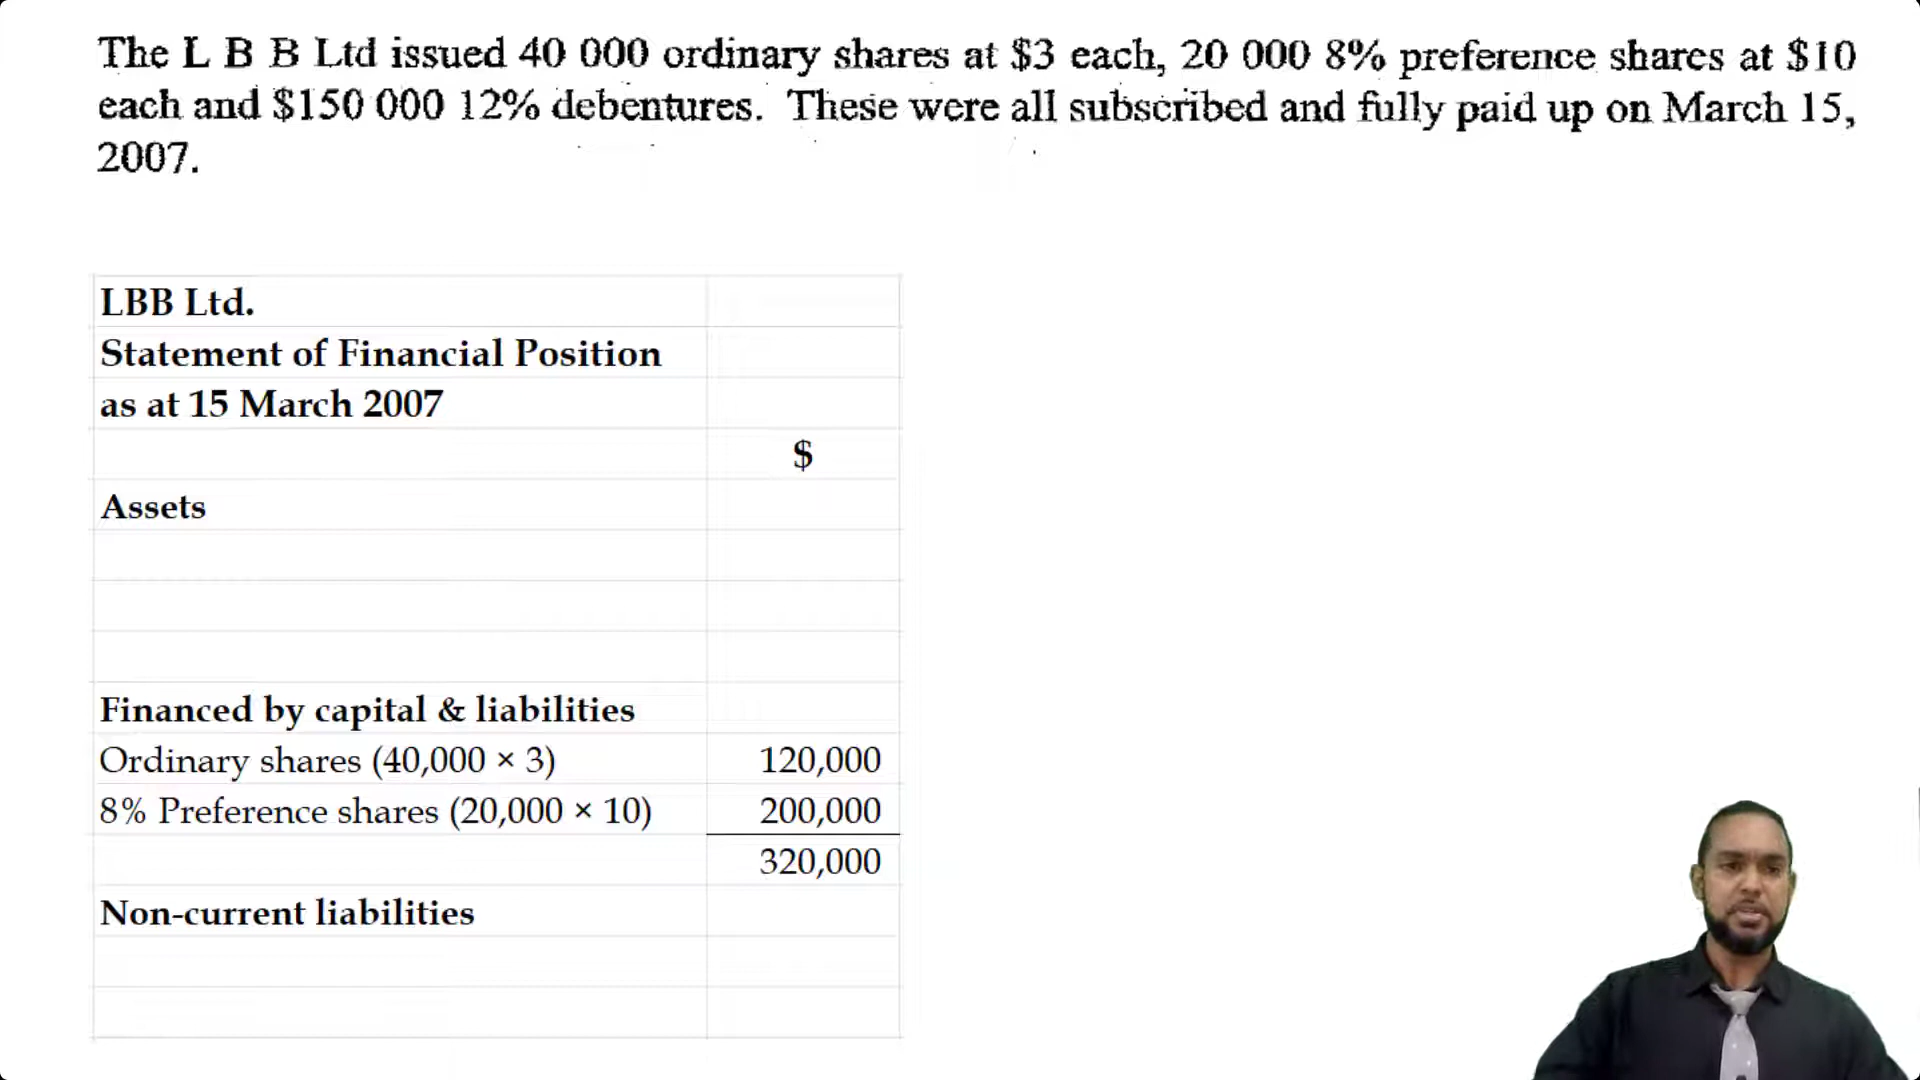 The L B B Ltd issued 40 000 ordinary shares at $3 each, 20 000 8% preference shares at $10
each and $150 000 12% debentures. These were all subscribed and fully paid up on March 15,
2007.
LBB Ltd.
Statement of Financial Position
as at 15 March 2007
$
Assets
Financed by capital & liabilities
Ordinary shares (40,000 × 3) 120,000
8% Preference shares (20,000 × 10) 200,000
320,000
Non-current liabilities